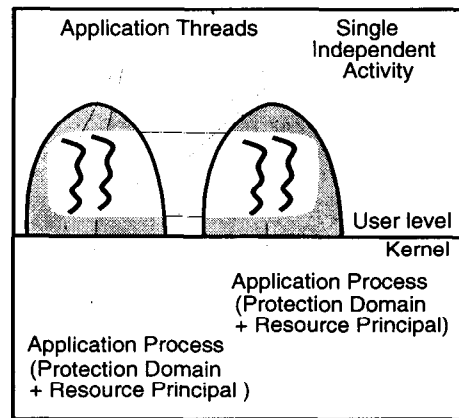 Application Threads
Single
Independent
Activity
User level
Kernel
Application Process
(Protection Domain
+ Resource Principal)
Application Process
(Protection Domain
+ Resource Principal )